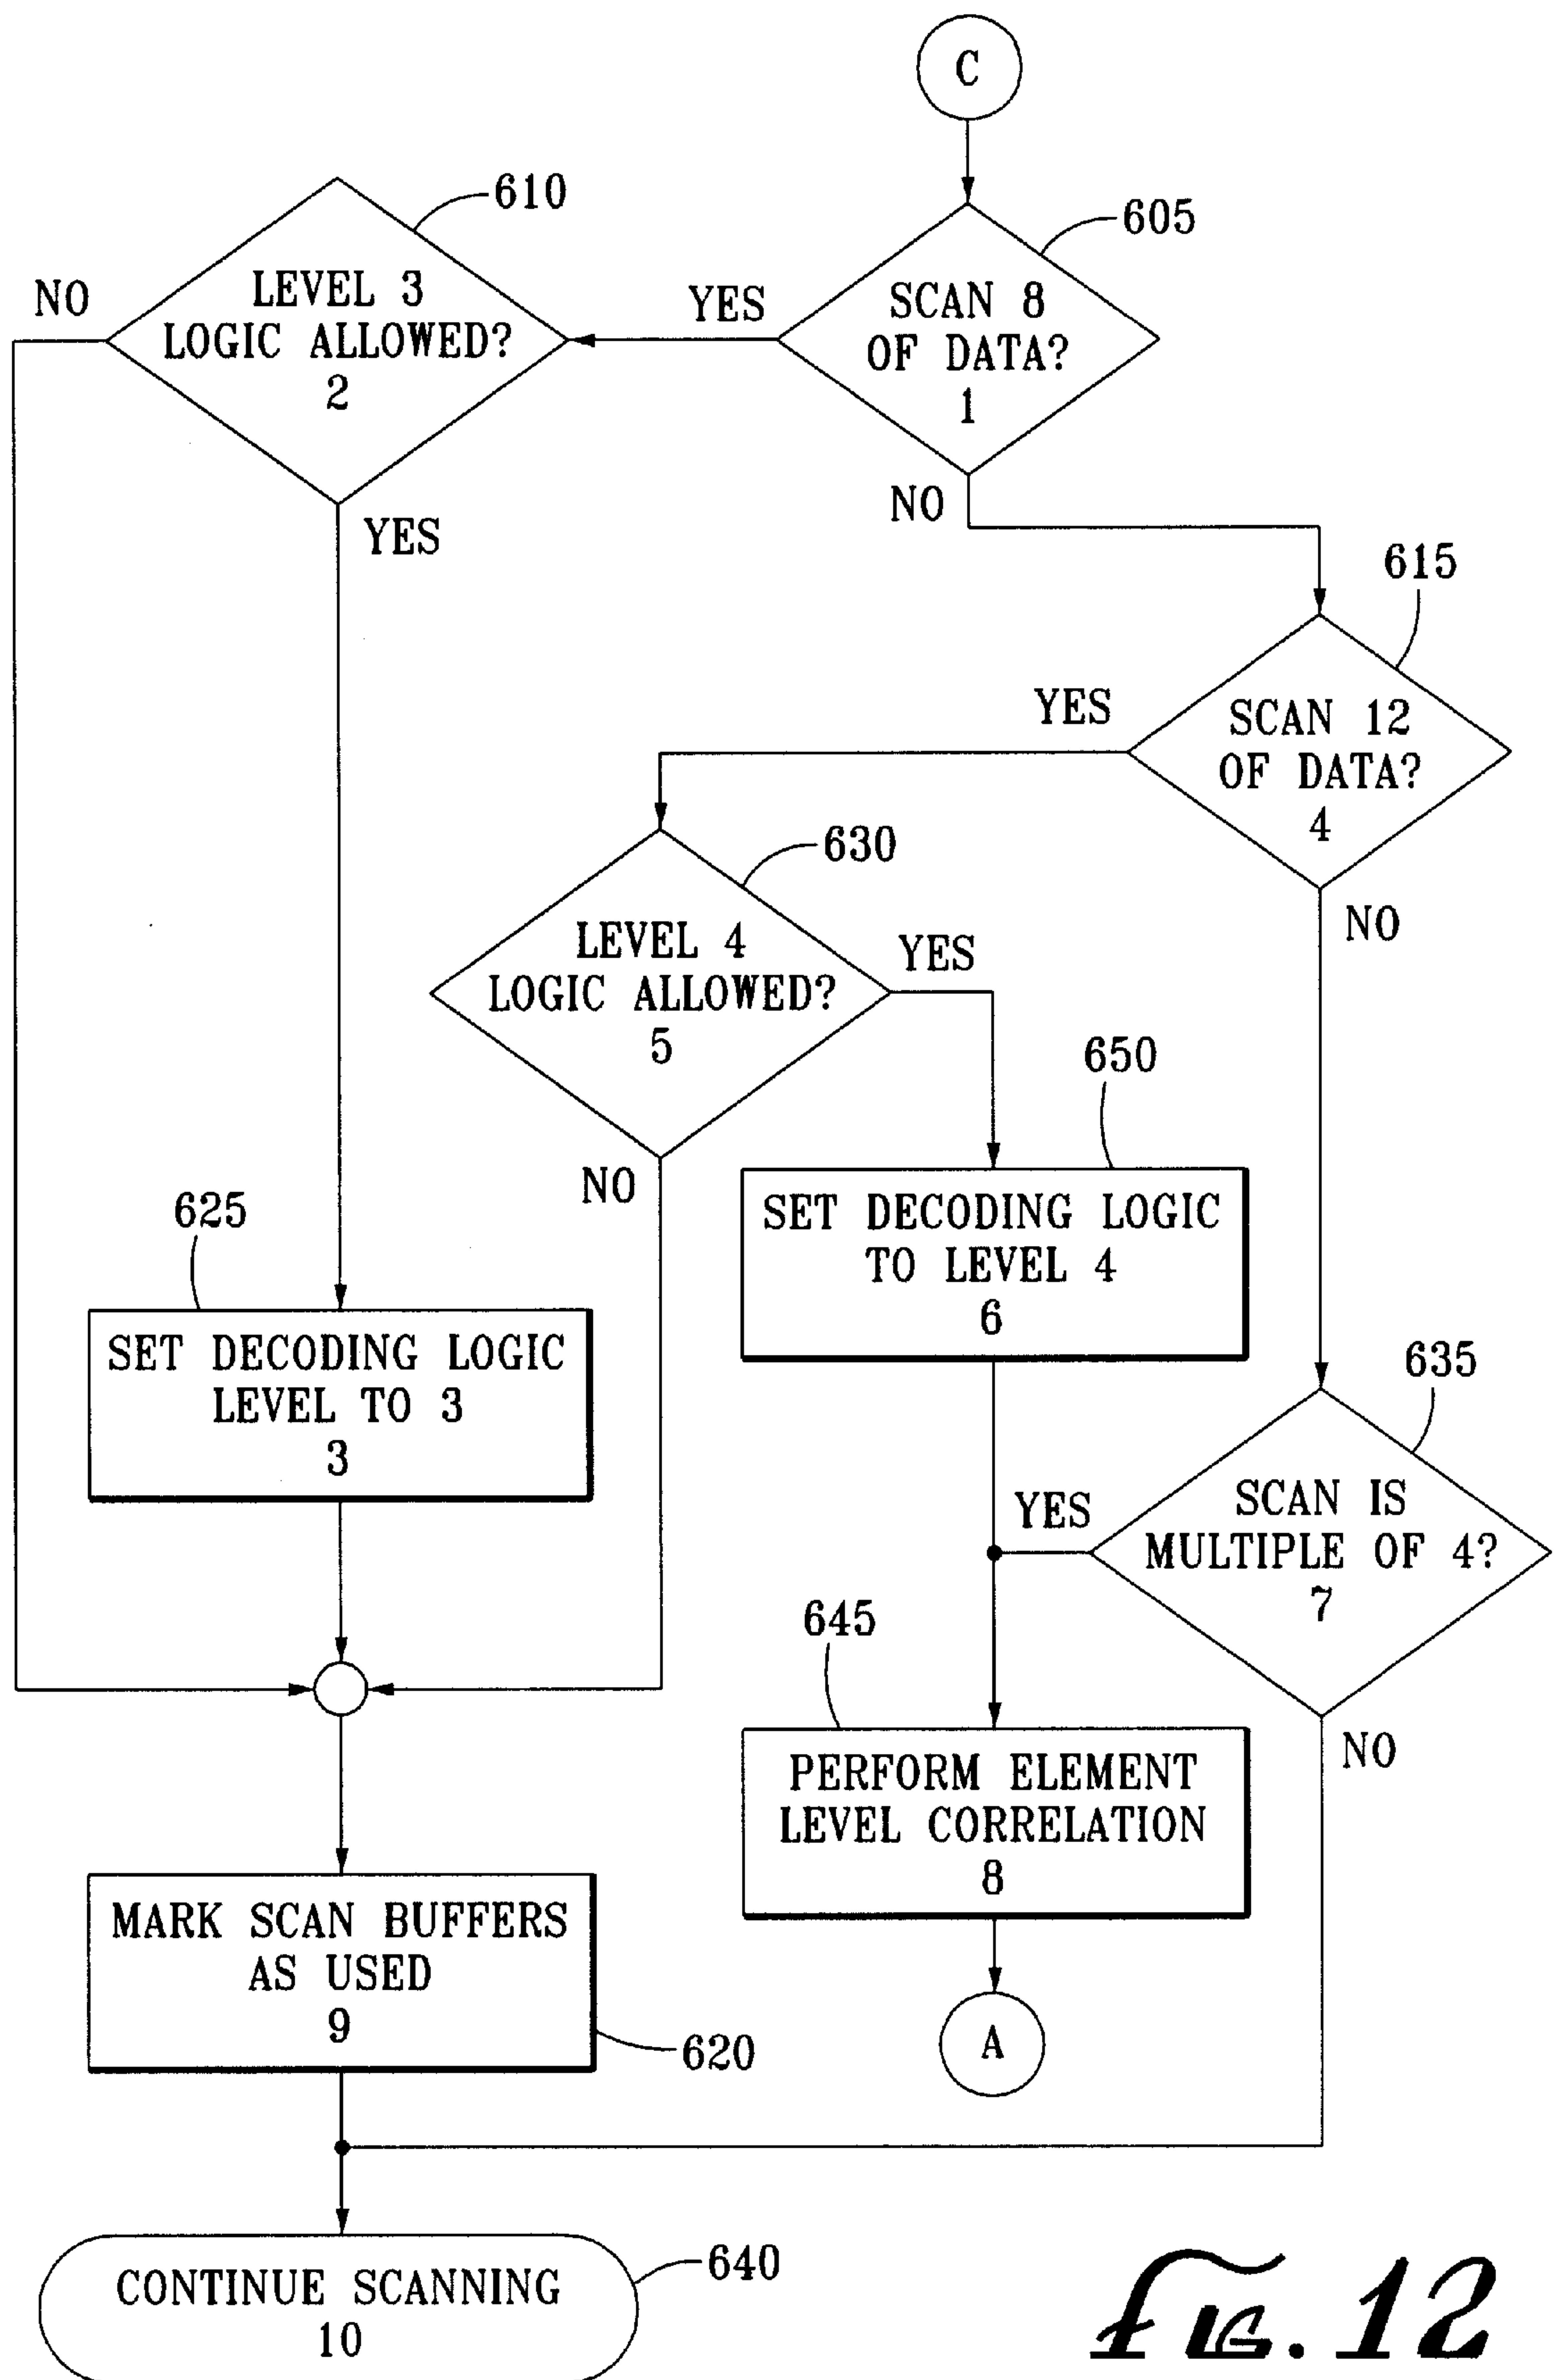 C
610
605
NO
LEVEL 3
LOGIC ALLOWED?
2
YES
SCAN 8
OF DATA?
1
YES
NO
615
YES
SCAN 12
OF DATA?
4
630
NO
LEVEL 4
LOGIC ALLOWED?
5
YES
650
NO
625
SET DECODING LOGIC
TO LEVEL 4
6
SET DECODING LOGIC
LEVEL TO 3
3
635
YES
SCAN IS
MULTIPLE OF 4?
7
645
NO
PERFORM ELEMENT
LEVEL CORRELATION
8
MARK SCAN BUFFERS
AS USED
9
620
A
CONTINUE SCANNING
10
640
FIG. 12